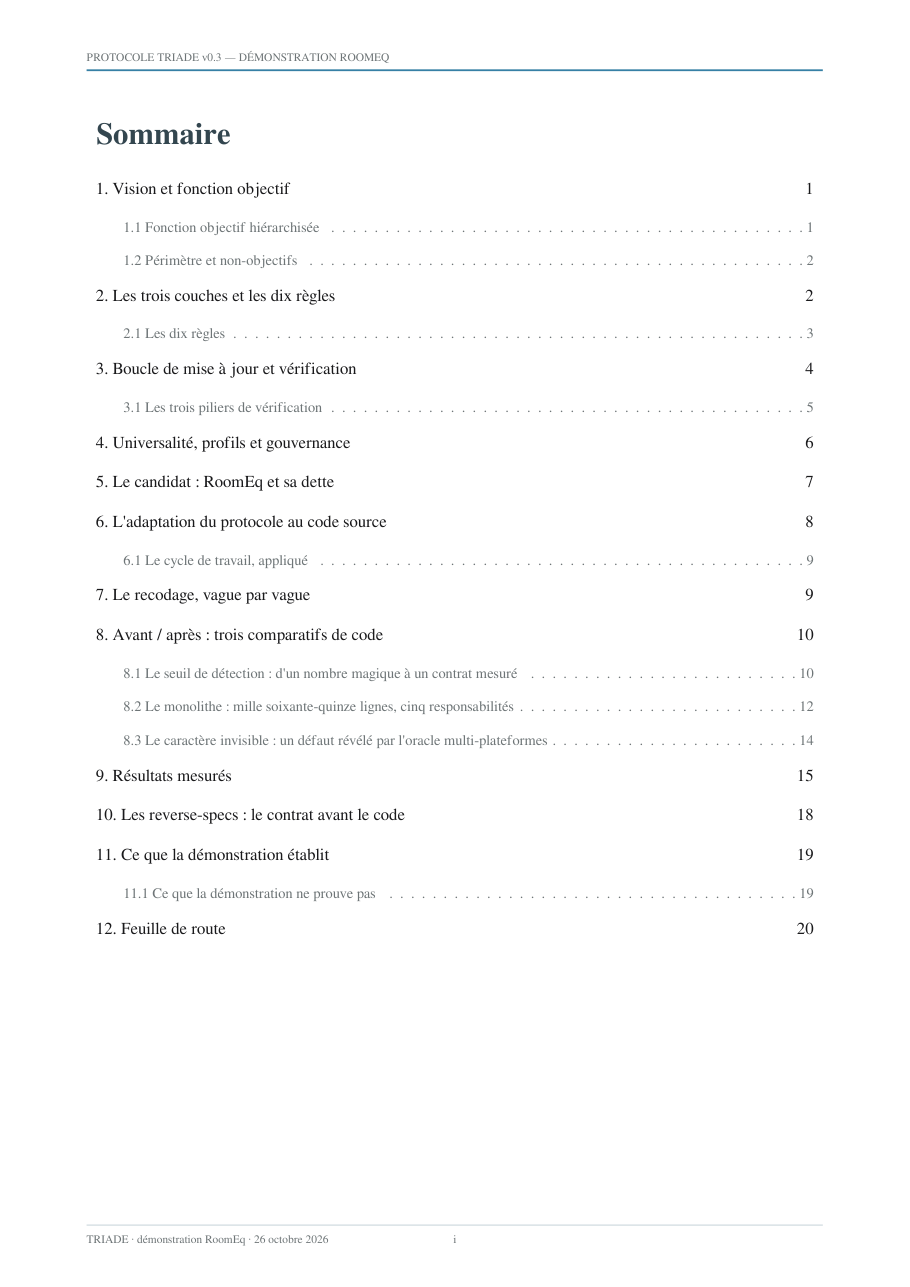 PROTOCOLE TRIADE v0.3 — DÉMONSTRATION ROOMEQ
Sommaire
1. Vision et fonction objectif 1
1.1 Fonction objectif hiérarchisée . . . . . . . . . . . . . . . . . . . . . . . . . . . . . . . . . . . . . . . . . . . . . . . . . . . . . 1
1.2 Périmètre et non-objectifs . . . . . . . . . . . . . . . . . . . . . . . . . . . . . . . . . . . . . . . . . . . . . . . . . . . . . . . 2
2. Les trois couches et les dix règles 2
2.1 Les dix règles . . . . . . . . . . . . . . . . . . . . . . . . . . . . . . . . . . . . . . . . . . . . . . . . . . . . . . . . . . . . . . . . 3
3. Boucle de mise à jour et vérification 4
3.1 Les trois piliers de vérification . . . . . . . . . . . . . . . . . . . . . . . . . . . . . . . . . . . . . . . . . . . . . . . . . . . . . 5
4. Universalité, profils et gouvernance 6
5. Le candidat : RoomEq et sa dette 7
6. L'adaptation du protocole au code source 8
6.1 Le cycle de travail, appliqué . . . . . . . . . . . . . . . . . . . . . . . . . . . . . . . . . . . . . . . . . . . . . . . . . . . . . . 9
7. Le recodage, vague par vague 9
8. Avant / après : trois comparatifs de code 10
8.1 Le seuil de détection : d'un nombre magique à un contrat mesuré . . . . . . . . . . . . . . . . . . . . . . . . . . . . . . 10
8.2 Le monolithe : mille soixante-quinze lignes, cinq responsabilités . . . . . . . . . . . . . . . . . . . . . . . . . . . . . . . 12
8.3 Le caractère invisible : un défaut révélé par l'oracle multi-plateformes . . . . . . . . . . . . . . . . . . . . . . . . . . . . 14
9. Résultats mesurés 15
10. Les reverse-specs : le contrat avant le code 18
11. Ce que la démonstration établit 19
11.1 Ce que la démonstration ne prouve pas . . . . . . . . . . . . . . . . . . . . . . . . . . . . . . . . . . . . . . . . . . . . . . 19
12. Feuille de route 20
TRIADE · démonstration RoomEq · 26 octobre 2026 i